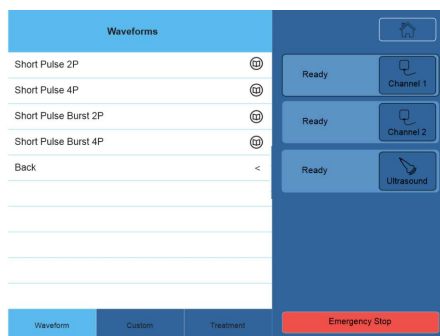 Waveforms
Short Pulse 2P
Short Pulse 4P
Short Pulse Burst 2P
Short Pulse Burst 4P
Back <
Waveform Custom Treatment
Ready Channel 1
Ready Channel 2
Ready Ultrasound
Emergency Stop